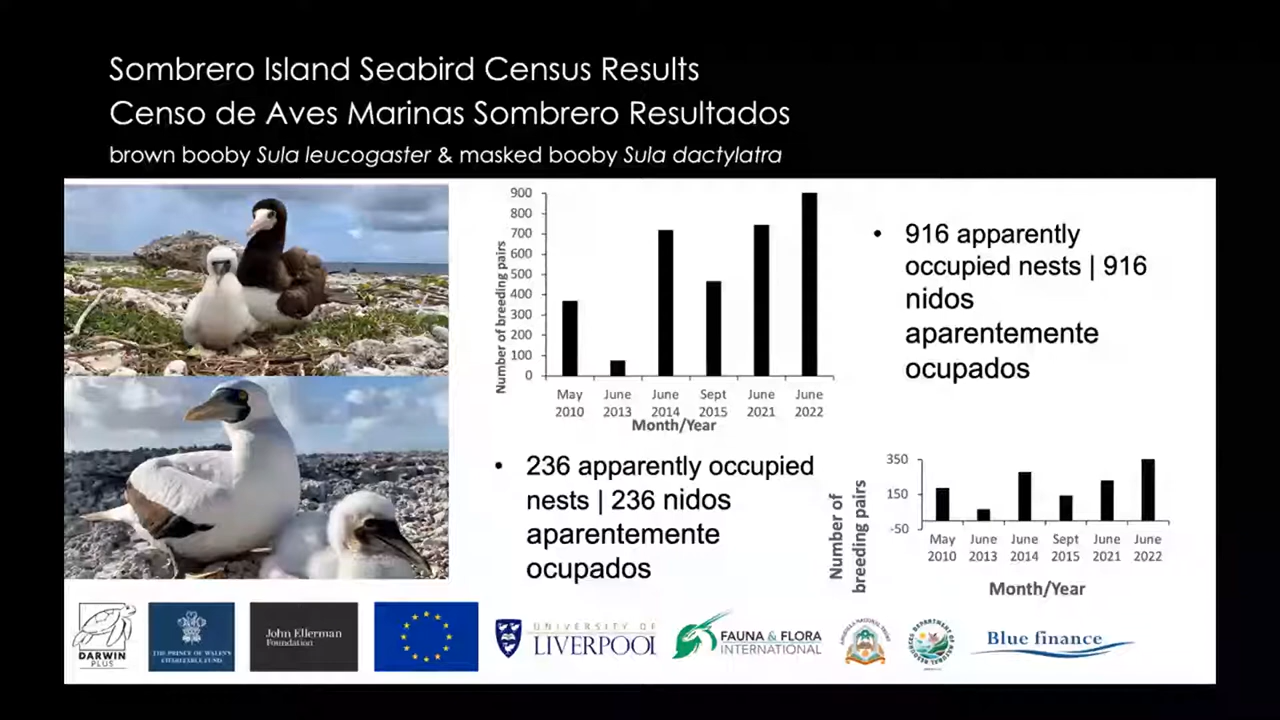 Sombrero Island Seabird Census Results
Censo de Aves Marinas Sombrero Resultados
brown booby Sula leucogaster & masked booby Sula dactylatra
Number of breeding pairs
900
800
700
600
500
400
300
200
100
0
May June June Sept June June
2010 2013 2014 2015 2021 2022
Month/Year
• 916 apparently
occupied nests | 916
nidos
aparentemente
ocupados
• 236 apparently occupied
nests | 236 nidos
aparentemente
ocupados
Number of
breeding pairs
350
150
-50
May June June Sept June June
2010 2013 2014 2015 2021 2022
Month/Year
DARWIN
PLUS
THE PRINCE OF WALES'S
CHARITABLE FUND
John Ellerman
Foundation
UNIVERSITY OF
LIVERPOOL
FAUNA & FLORA
INTERNATIONAL
Blue finance